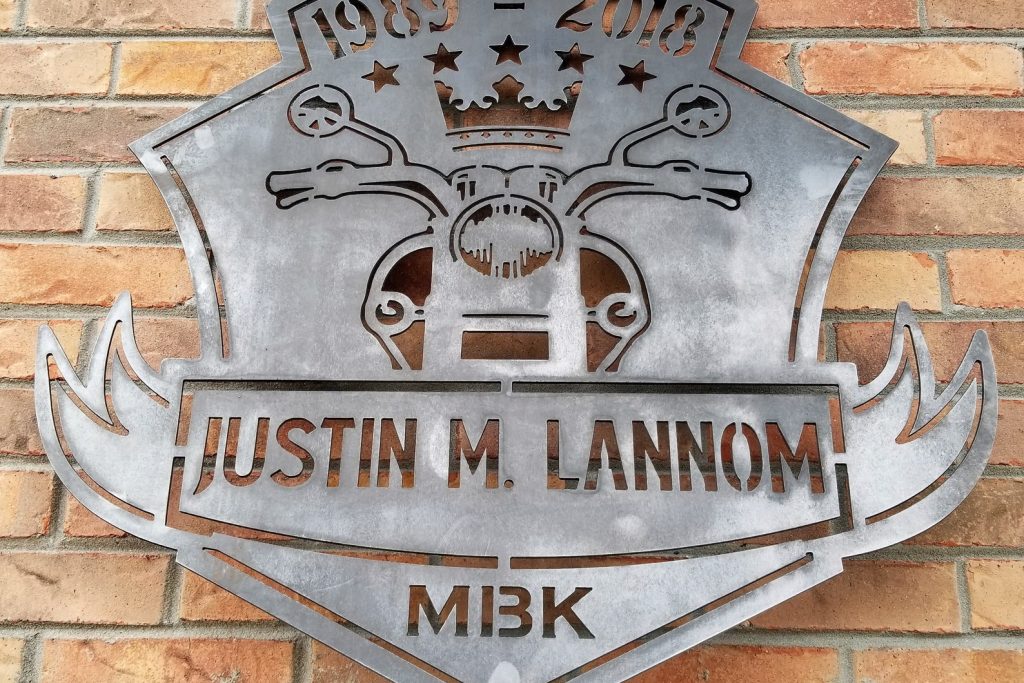 1989 - 2018
JUSTIN M. LANNOM
MBK